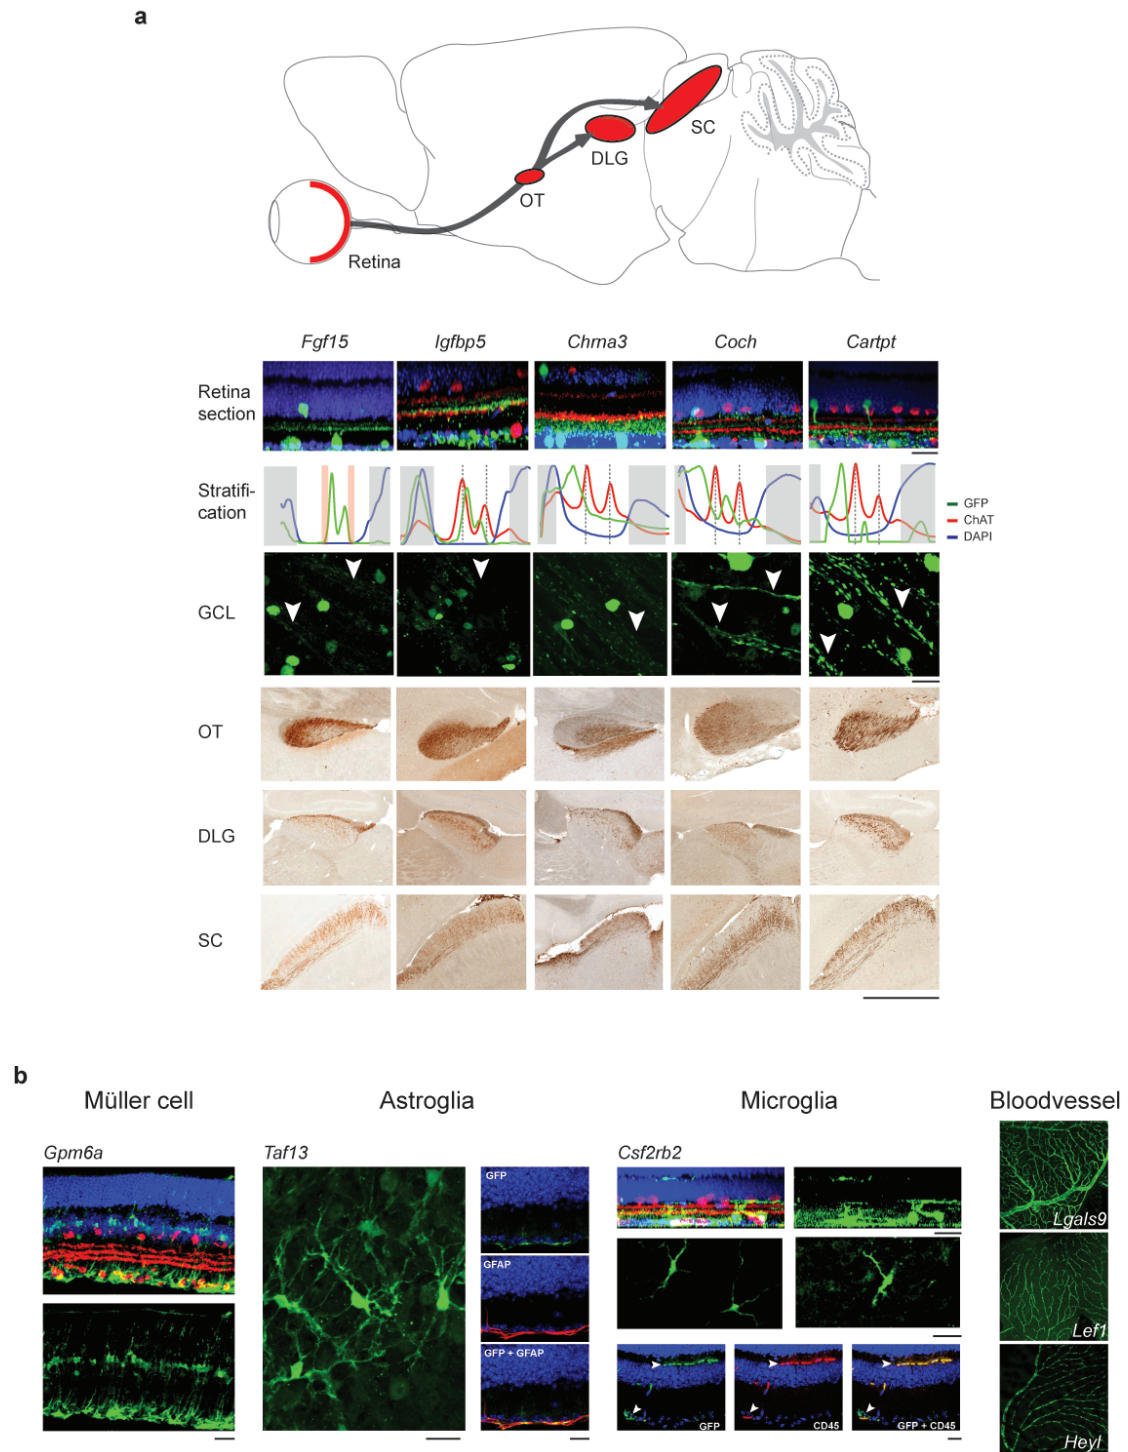 a
SC
DLG
OT
Retina
Fgf15 Igfbp5 Chrna3 Coch Cartpt
Retina
section
Stratifi-
cation
GFP
ChAT
DAPI
GCL
OT
DLG
SC
b
Müller cell Astroglia Microglia Bloodvessel
Gpm6a Taf13 Csf2rb2
GFP
GFAP
GFP + GFAP
GFP CD45 GFP + CD45
Lgals9
Lef1
Heyl